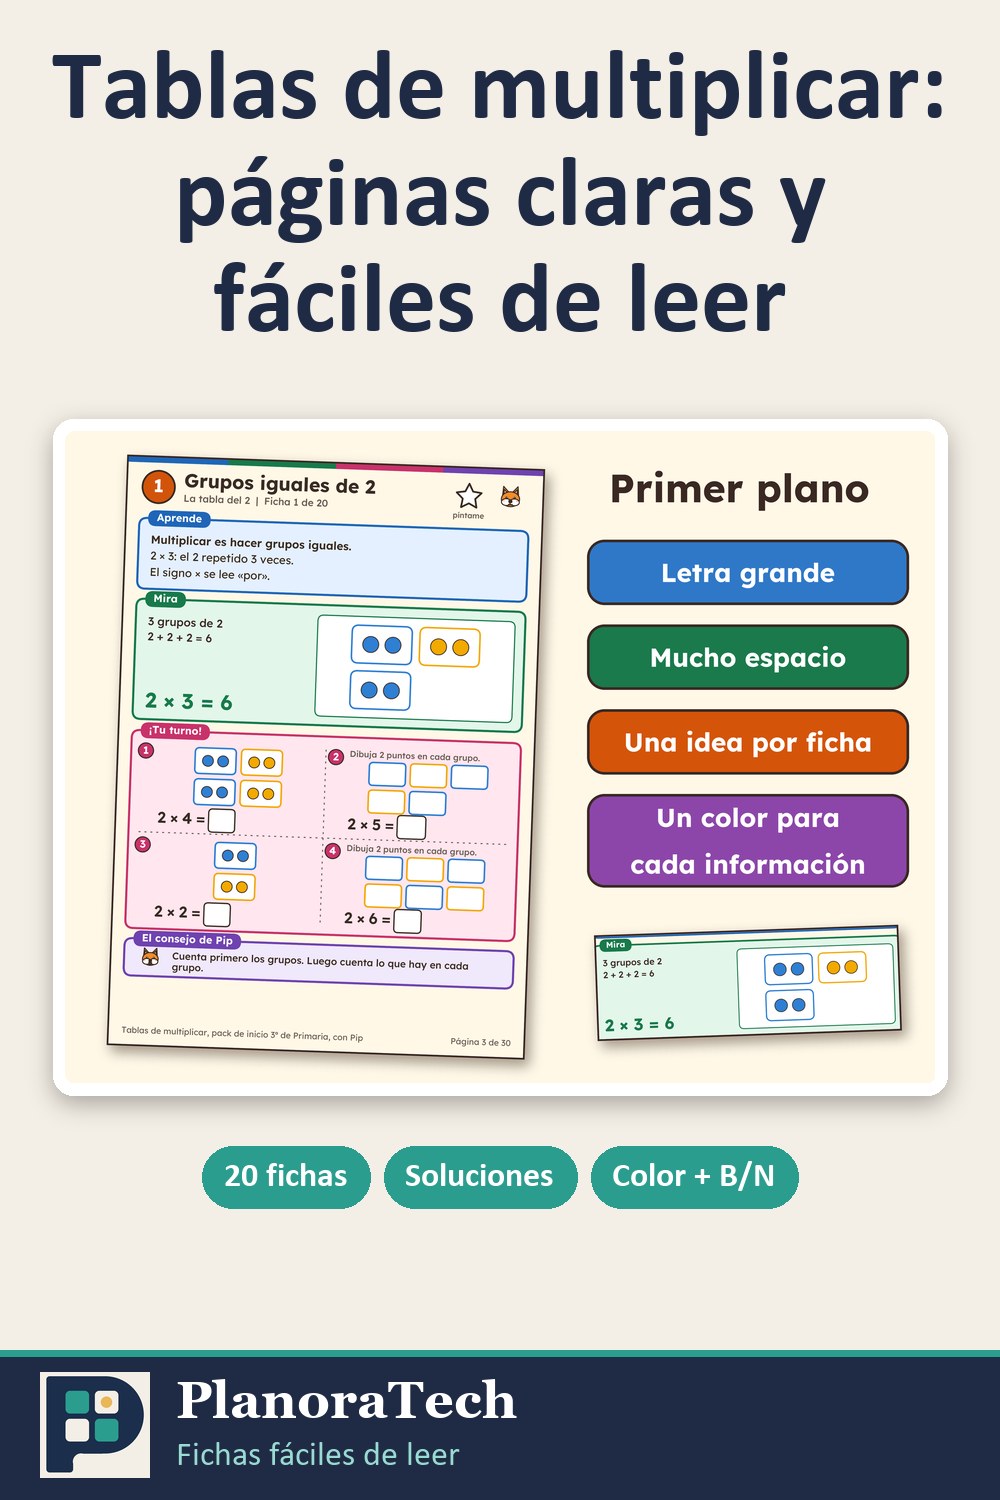 Tablas de multiplicar:
páginas claras y
fáciles de leer
1
Grupos iguales de 2
La tabla del 2 | Ficha 1 de 20
píntame
Aprende
Multiplicar es hacer grupos iguales.
2 × 3: el 2 repetido 3 veces.
El signo × se lee «por».
Mira
3 grupos de 2
2 + 2 + 2 = 6
2 × 3 = 6
¡Tu turno!
1
2 × 4 =
2
Dibuja 2 puntos en cada grupo.
2 × 5 =
3
2 × 2 =
4
Dibuja 2 puntos en cada grupo.
2 × 6 =
El consejo de Pip
Cuenta primero los grupos. Luego cuenta lo que hay en cada
grupo.
Tablas de multiplicar, pack de inicio 3º de Primaria, con Pip
Página 3 de 30
Primer plano
Letra grande
Mucho espacio
Una idea por ficha
Un color para
cada información
Mira
3 grupos de 2
2 + 2 + 2 = 6
2 × 3 = 6
20 fichas
Soluciones
Color + B/N
PlanoraTech
Fichas fáciles de leer